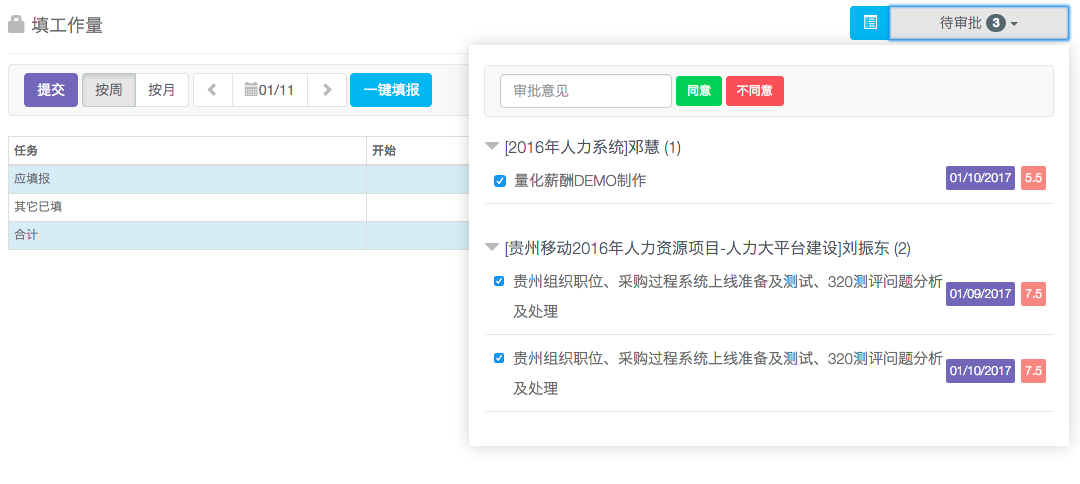 填工作量
待审批 3
提交 按周 按月 01/11 一键填报
审批意见 同意 不同意
任务 开始
应填报
其它已填
合计
[2016年人力系统]邓慧 (1)
量化薪酬DEMO制作 01/10/2017 5.5
[贵州移动2016年人力资源项目-人力大平台建设]刘振东 (2)
贵州组织职位、采购过程系统上线准备及测试、320测评问题分析
及处理
01/09/2017 7.5
贵州组织职位、采购过程系统上线准备及测试、320测评问题分析
及处理
01/10/2017 7.5